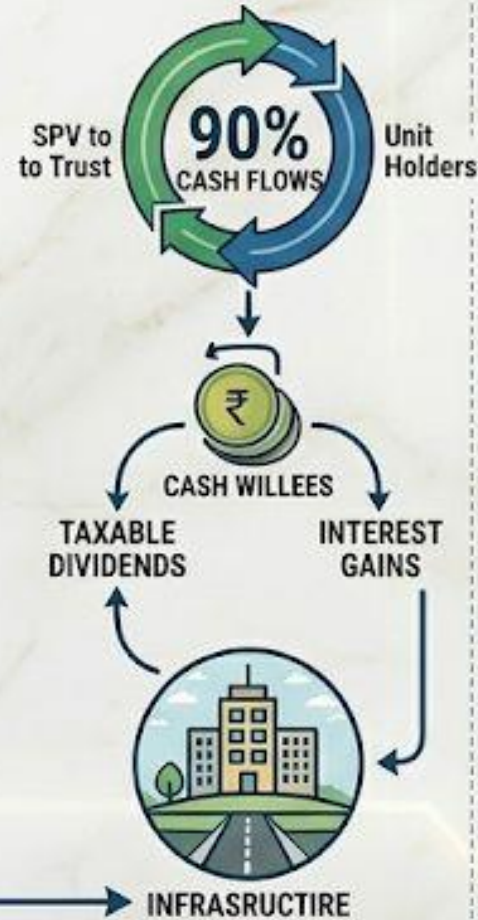 SPV to
to Trust
90%
CASH FLOWS
Unit
Holders
₹
CASH WILLEES
TAXABLE
DIVIDENDS
INTEREST
GAINS
INFRASRUCTIRE